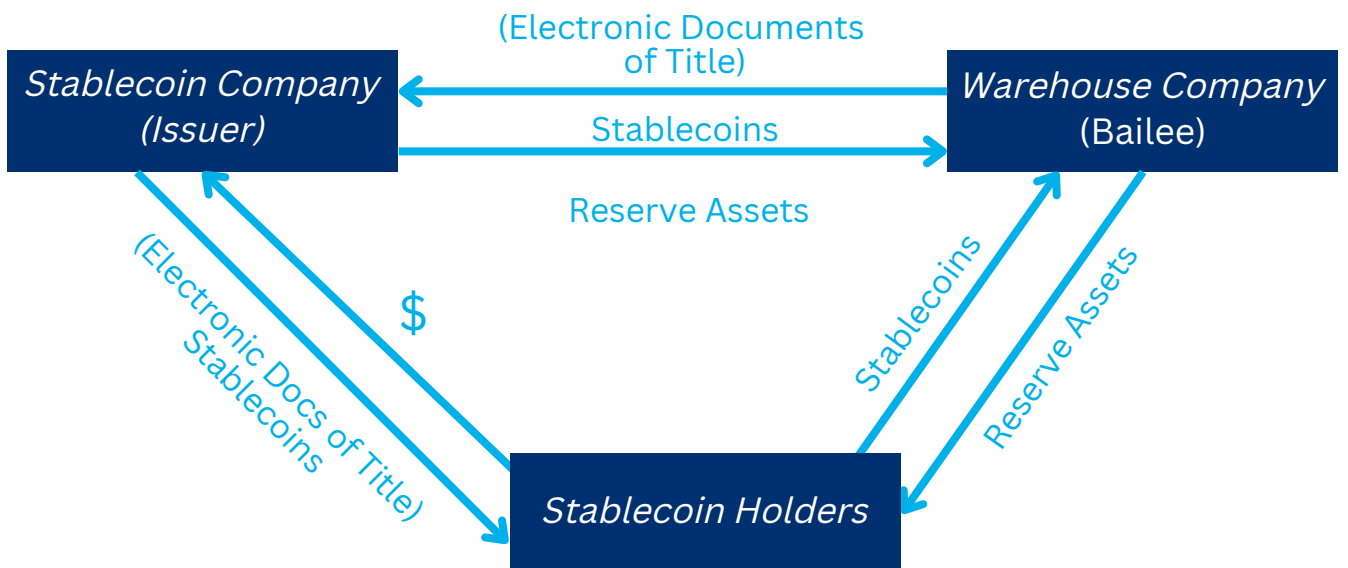 (Electronic Documents
of Title)
Stablecoin Company
(Issuer)
Warehouse Company
(Bailee)
Stablecoins
Reserve Assets
(Electronic Docs of Title)
Stablecoins
$
Stablecoins
Reserve Assets
Stablecoin Holders